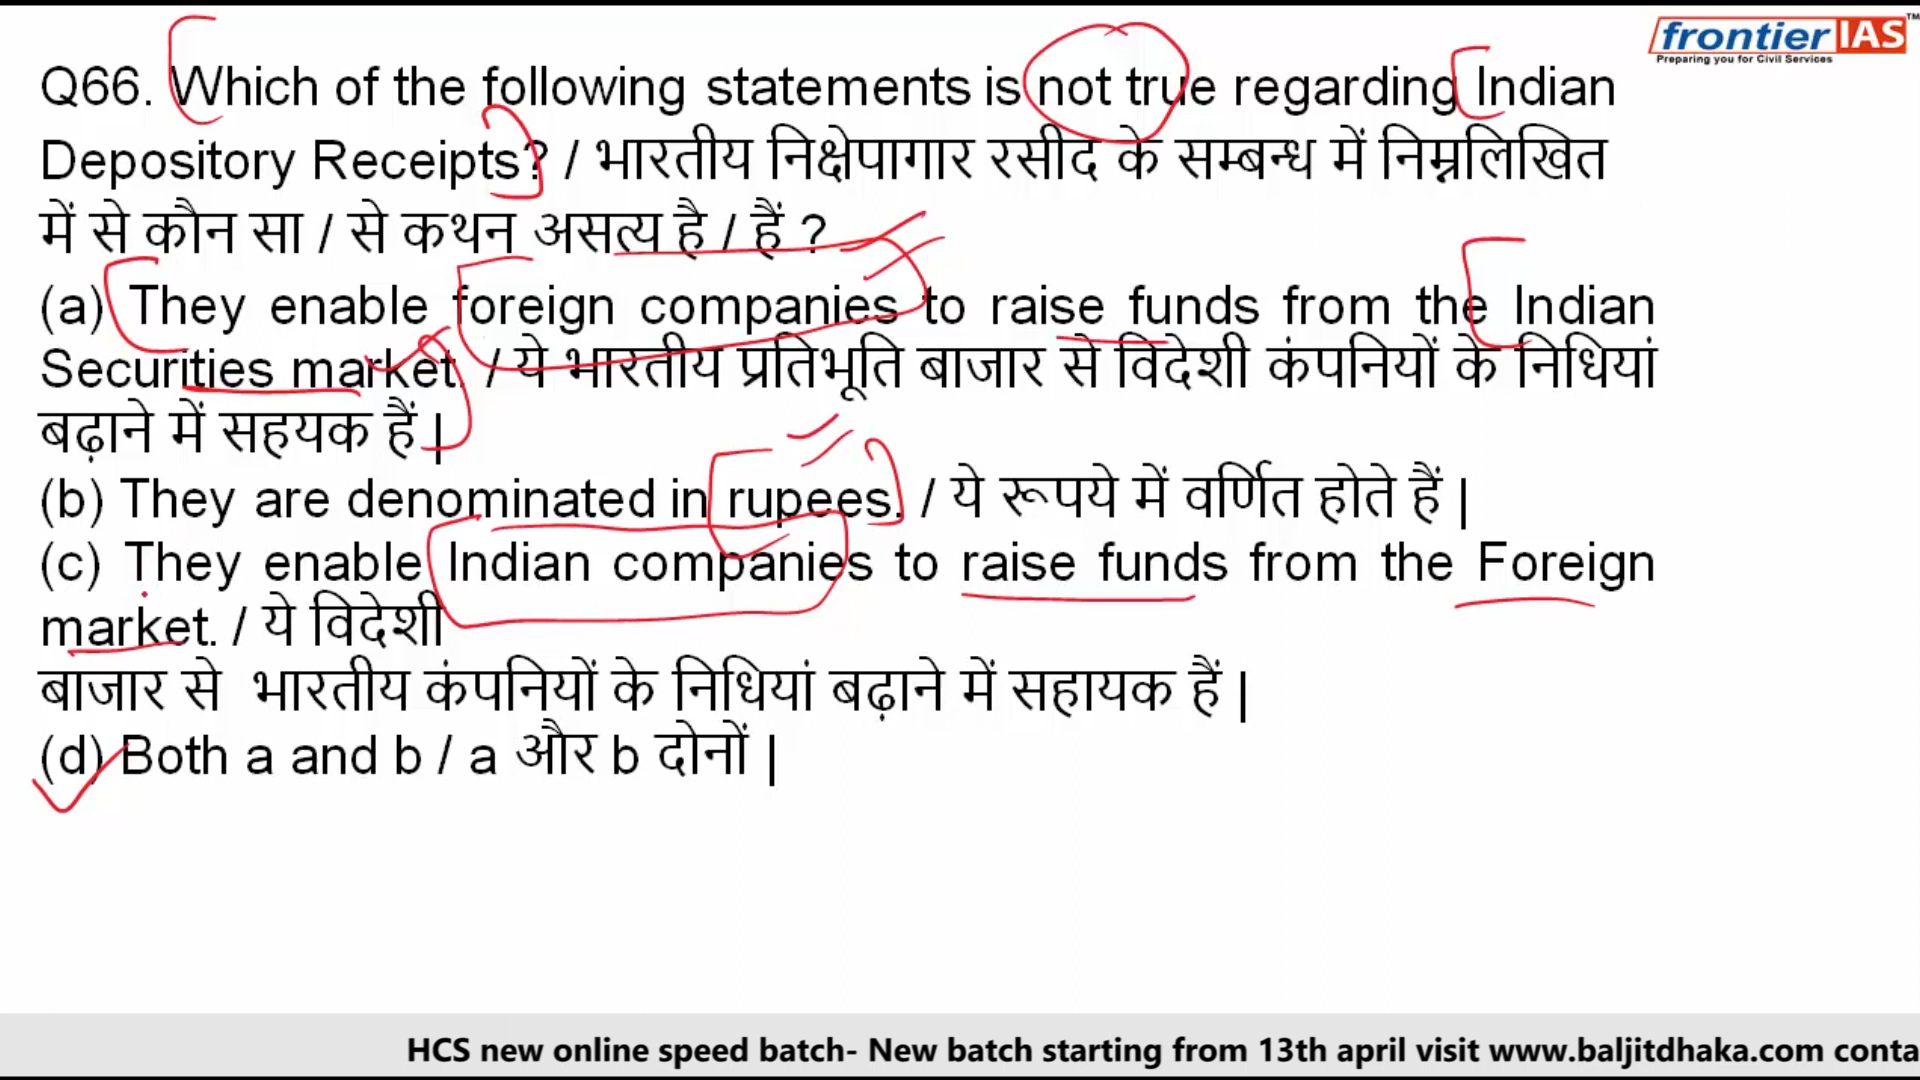 frontier IAS™
Preparing you for Civil Services
Q66. Which of the following statements is not true regarding Indian
Depository Receipts? / भारतीय निक्षेपागार रसीद के सम्बन्ध में निम्नलिखित
में से कौन सा / से कथन असत्य है / हैं ?
(a) They enable foreign companies to raise funds from the Indian
Securities market. / ये भारतीय प्रतिभूति बाजार से विदेशी कंपनियों के निधियां
बढ़ाने में सहयक हैं |
(b) They are denominated in rupees. / ये रूपये में वर्णित होते हैं |
(c) They enable Indian companies to raise funds from the Foreign
market. / ये विदेशी
बाजार से भारतीय कंपनियों के निधियां बढ़ाने में सहायक हैं |
(d) Both a and b / a और b दोनों |
HCS new online speed batch- New batch starting from 13th april visit www.baljitdhaka.com conta